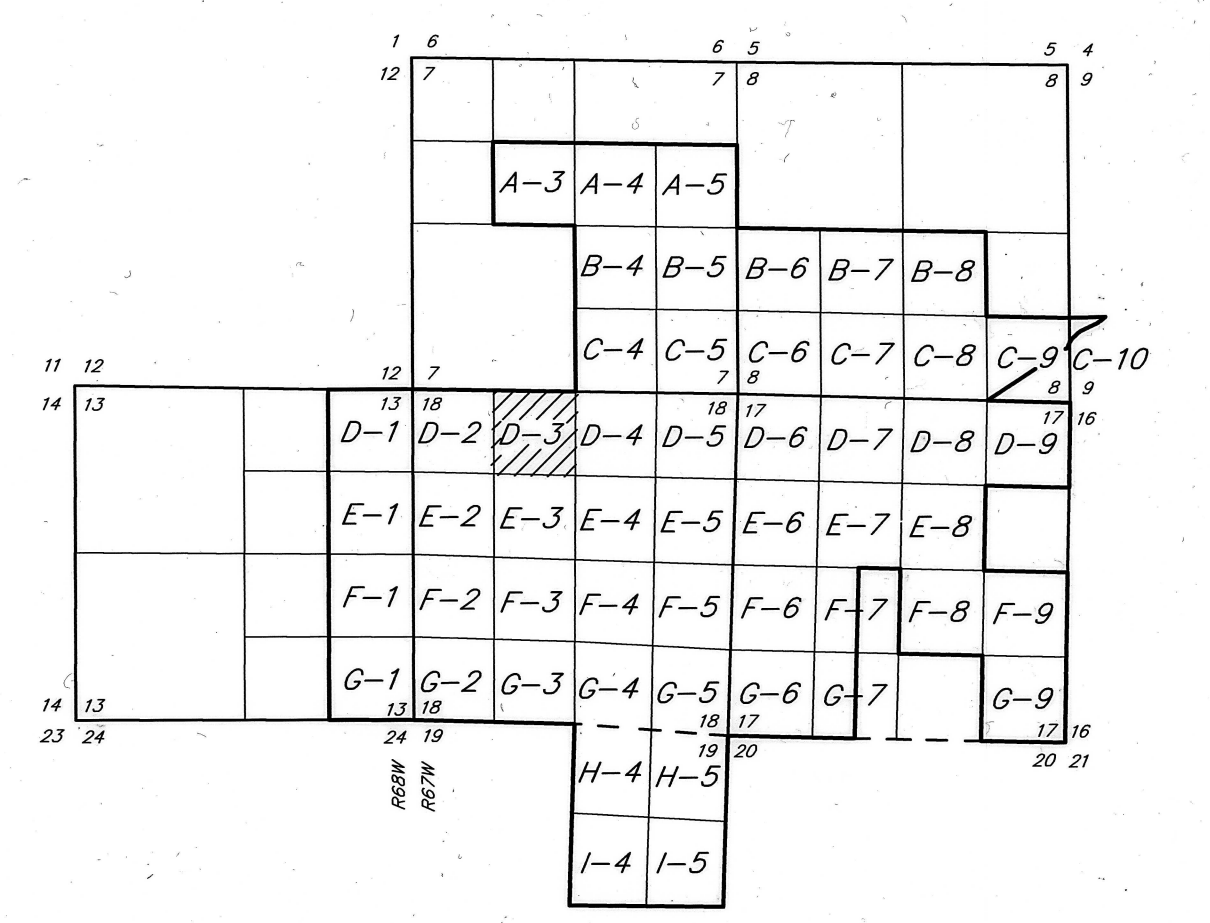 1 6 6 5 5 4
12 7 7 8 8 9
A-3 A-4 A-5
B-4 B-5 B-6 B-7 B-8
C-4 C-5 C-6 C-7 C-8 C-9 C-10
11 12 12 7 7 8 8 9
14 13 13 18 18 17 17 16
D-1 D-2 D-3 D-4 D-5 D-6 D-7 D-8 D-9
E-1 E-2 E-3 E-4 E-5 E-6 E-7 E-8
F-1 F-2 F-3 F-4 F-5 F-6 F-7 F-8 F-9
G-1 G-2 G-3 G-4 G-5 G-6 G-7 G-9
14 13 13 18 18 17 17 16
23 24 24 19 19 20 20 21
R68W
R67W
H-4 H-5
I-4 I-5